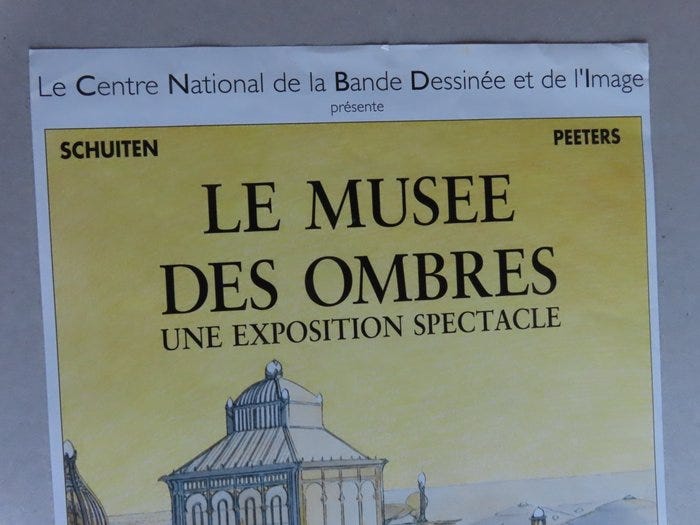 Le Centre National de la Bande Dessinée et de l'Image
présente
SCHUITEN PEETERS
LE MUSEE
DES OMBRES
UNE EXPOSITION SPECTACLE